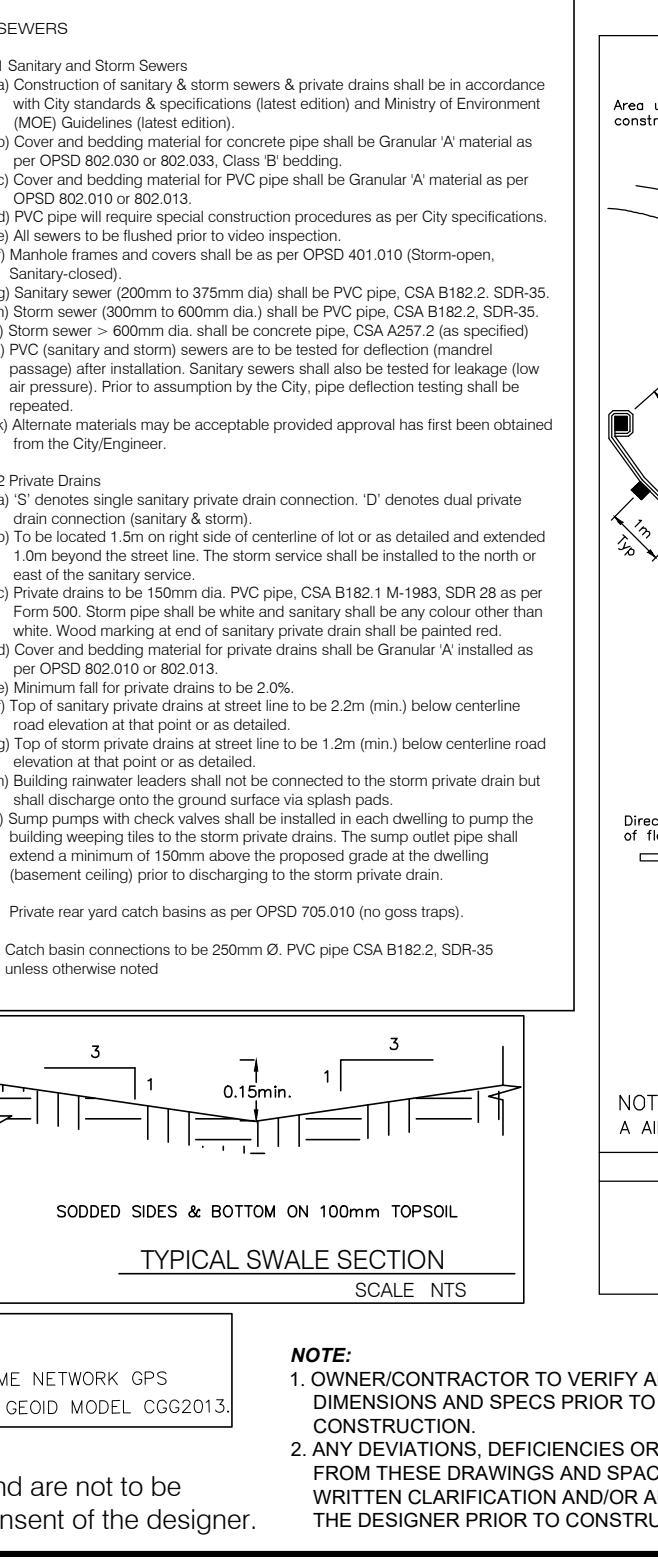 SEWERS
1 Sanitary and Storm Sewers
a) Construction of sanitary & storm sewers & private drains shall be in accordance
with City standards & specifications (latest edition) and Ministry of Environment
(MOE) Guidelines (latest edition).
b) Cover and bedding material for concrete pipe shall be Granular 'A' material as
per OPSD 802.030 or 802.033, Class 'B' bedding.
c) Cover and bedding material for PVC pipe shall be Granular 'A' material as per
OPSD 802.010 or 802.013.
d) PVC pipe will require special construction procedures as per City specifications.
e) All sewers to be flushed prior to video inspection.
f) Manhole frames and covers shall be as per OPSD 401.010 (Storm-open,
Sanitary-closed).
g) Sanitary sewer (200mm to 375mm dia) shall be PVC pipe, CSA B182.2. SDR-35.
h) Storm sewer (300mm to 600mm dia.) shall be PVC pipe, CSA B182.2, SDR-35.
) Storm sewer > 600mm dia. shall be concrete pipe, CSA A257.2 (as specified)
) PVC (sanitary and storm) sewers are to be tested for deflection (mandrel
passage) after installation. Sanitary sewers shall also be tested for leakage (low
air pressure). Prior to assumption by the City, pipe deflection testing shall be
repeated.
k) Alternate materials may be acceptable provided approval has first been obtained
from the City/Engineer.
2 Private Drains
a) ‘S’ denotes single sanitary private drain connection. ‘D’ denotes dual private
drain connection (sanitary & storm).
b) To be located 1.5m on right side of centerline of lot or as detailed and extended
1.0m beyond the street line. The storm service shall be installed to the north or
east of the sanitary service.
c) Private drains to be 150mm dia. PVC pipe, CSA B182.1 M-1983, SDR 28 as per
Form 500. Storm pipe shall be white and sanitary shall be any colour other than
white. Wood marking at end of sanitary private drain shall be painted red.
d) Cover and bedding material for private drains shall be Granular 'A' installed as
per OPSD 802.010 or 802.013.
e) Minimum fall for private drains to be 2.0%.
f) Top of sanitary private drains at street line to be 2.2m (min.) below centerline
road elevation at that point or as detailed.
g) Top of storm private drains at street line to be 1.2m (min.) below centerline road
elevation at that point or as detailed.
h) Building rainwater leaders shall not be connected to the storm private drain but
shall discharge onto the ground surface via splash pads.
) Sump pumps with check valves shall be installed in each dwelling to pump the
building weeping tiles to the storm private drains. The sump outlet pipe shall
extend a minimum of 150mm above the proposed grade at the dwelling
(basement ceiling) prior to discharging to the storm private drain.
Private rear yard catch basins as per OPSD 705.010 (no goss traps).
Catch basin connections to be 250mm Ø. PVC pipe CSA B182.2, SDR-35
unless otherwise noted
Area
constr
1m
Typ
Direc
of fl
NOT
A
3
1
0.15min.
1
3
SODDED SIDES & BOTTOM ON 100mm TOPSOIL
TYPICAL SWALE SECTION
SCALE NTS
ME NETWORK GPS
GEOID MODEL CGG2013.
nd are not to be
nsent of the designer.
NOTE:
1. OWNER/CONTRACTOR TO VERIFY
DIMENSIONS AND SPECS PRIOR TO
CONSTRUCTION.
2. ANY DEVIATIONS, DEFICIENCIES OR
FROM THESE DRAWINGS AND SPAC
WRITTEN CLARIFICATION AND/OR
THE DESIGNER PRIOR TO CONSTRU